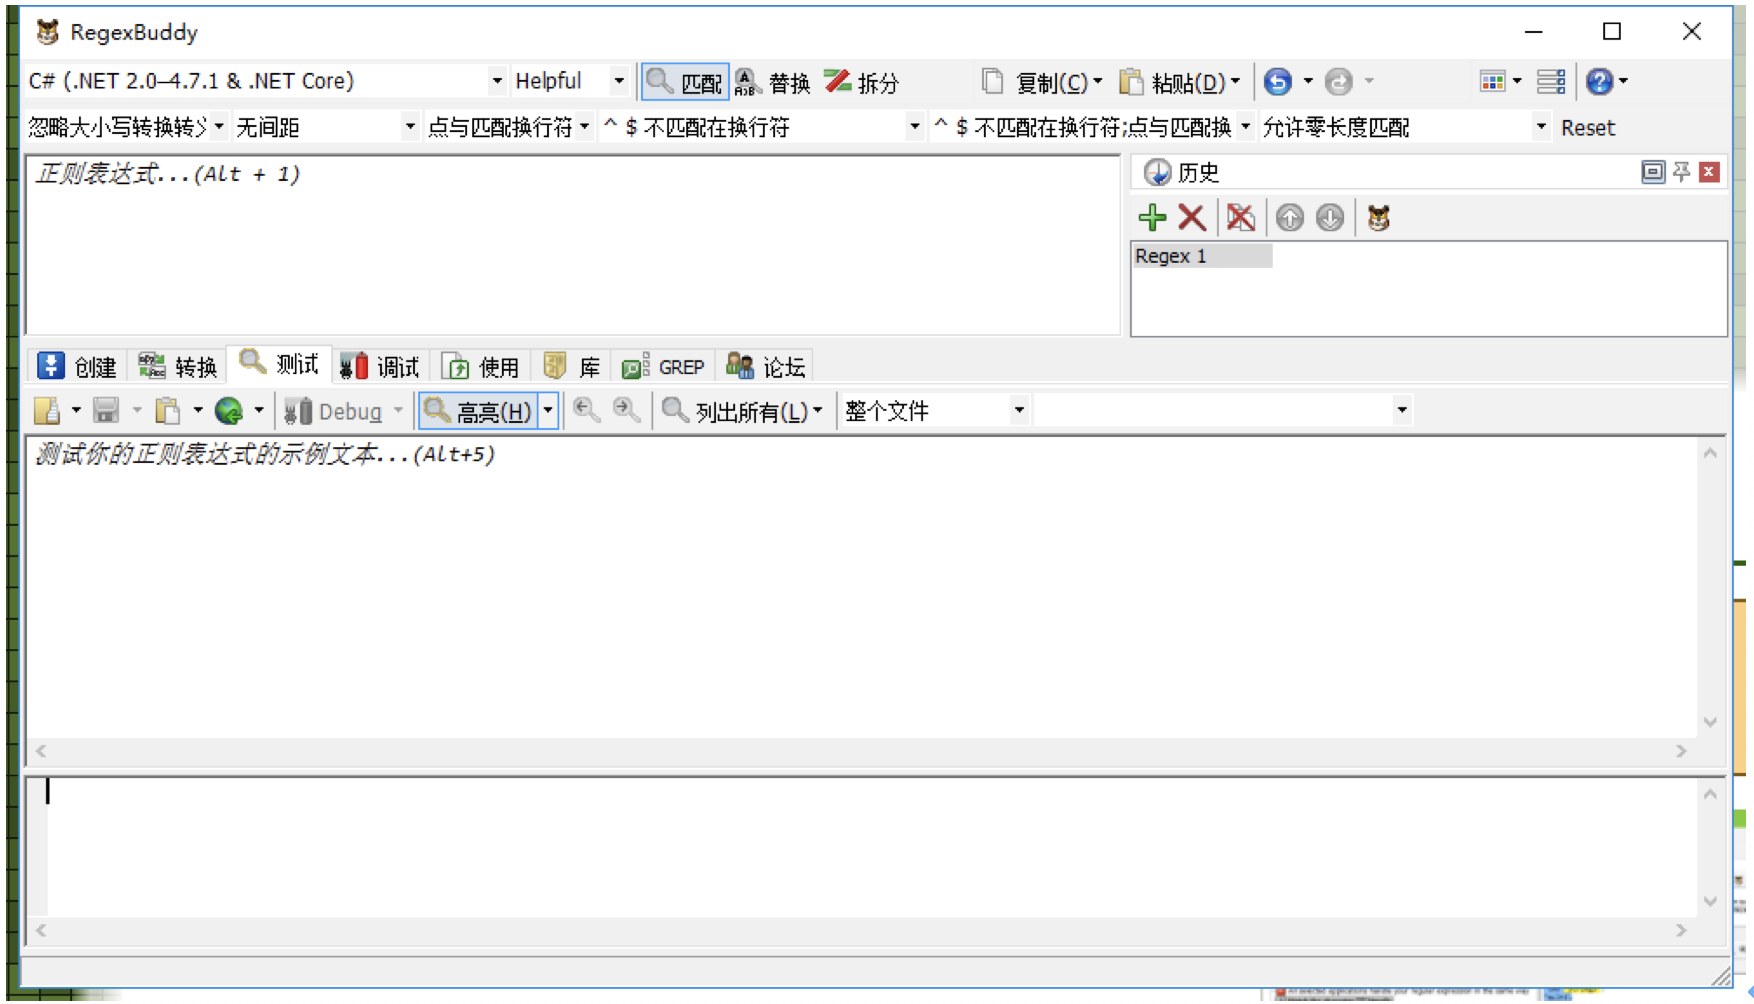 RegexBuddy
C# (.NET 2.0–4.7.1 & .NET Core) Helpful 匹配 替换 拆分 复制(C) 粘贴(D)
忽略大小写转换转义 无间距 点与匹配换行符 ^ $ 不匹配在换行符 ^ $ 不匹配在换行符;点与匹配换 允许零长度匹配 Reset
正则表达式...(Alt + 1)
历史
Regex 1
创建 转换 测试 调试 使用 库 GREP 论坛
Debug 高亮(H) 列出所有(L) 整个文件
测试你的正则表达式的示例文本...(Alt+5)